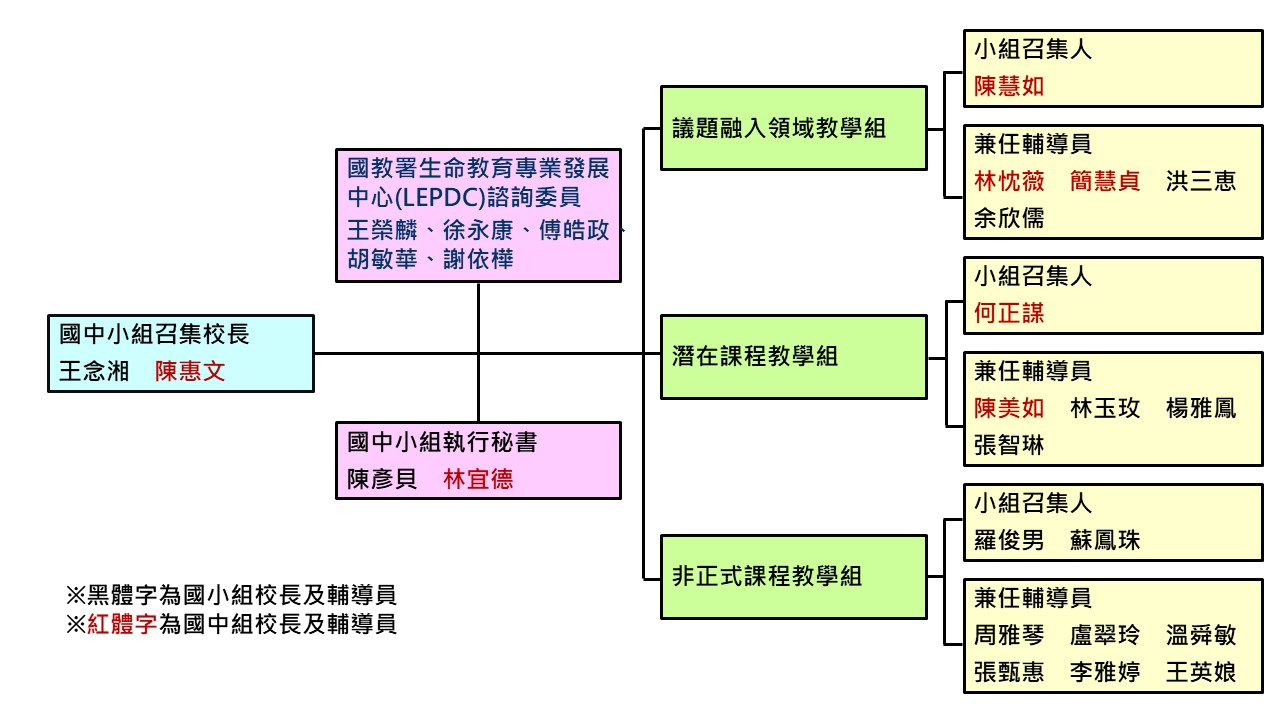 國中小組召集校長
王念湘　陳惠文
國教署生命教育專業發展
中心(LEPDC)諮詢委員
王榮麟、徐永康、傅皓政、
胡敏華、謝依樺
國中小組執行秘書
陳彥貝　林宜德
議題融入領域教學組
小組召集人
陳慧如
兼任輔導員
林忱薇　簡慧貞　洪三恵
余欣儒
潛在課程教學組
小組召集人
何正謀
兼任輔導員
陳美如　林玉玫　楊雅鳳
張智琳
非正式課程教學組
小組召集人
羅俊男　蘇鳳珠
兼任輔導員
周雅琴　盧翠玲　溫舜敏
張甄惠　李雅婷　王英娘
※黑體字為國小組校長及輔導員
※紅體字為國中組校長及輔導員